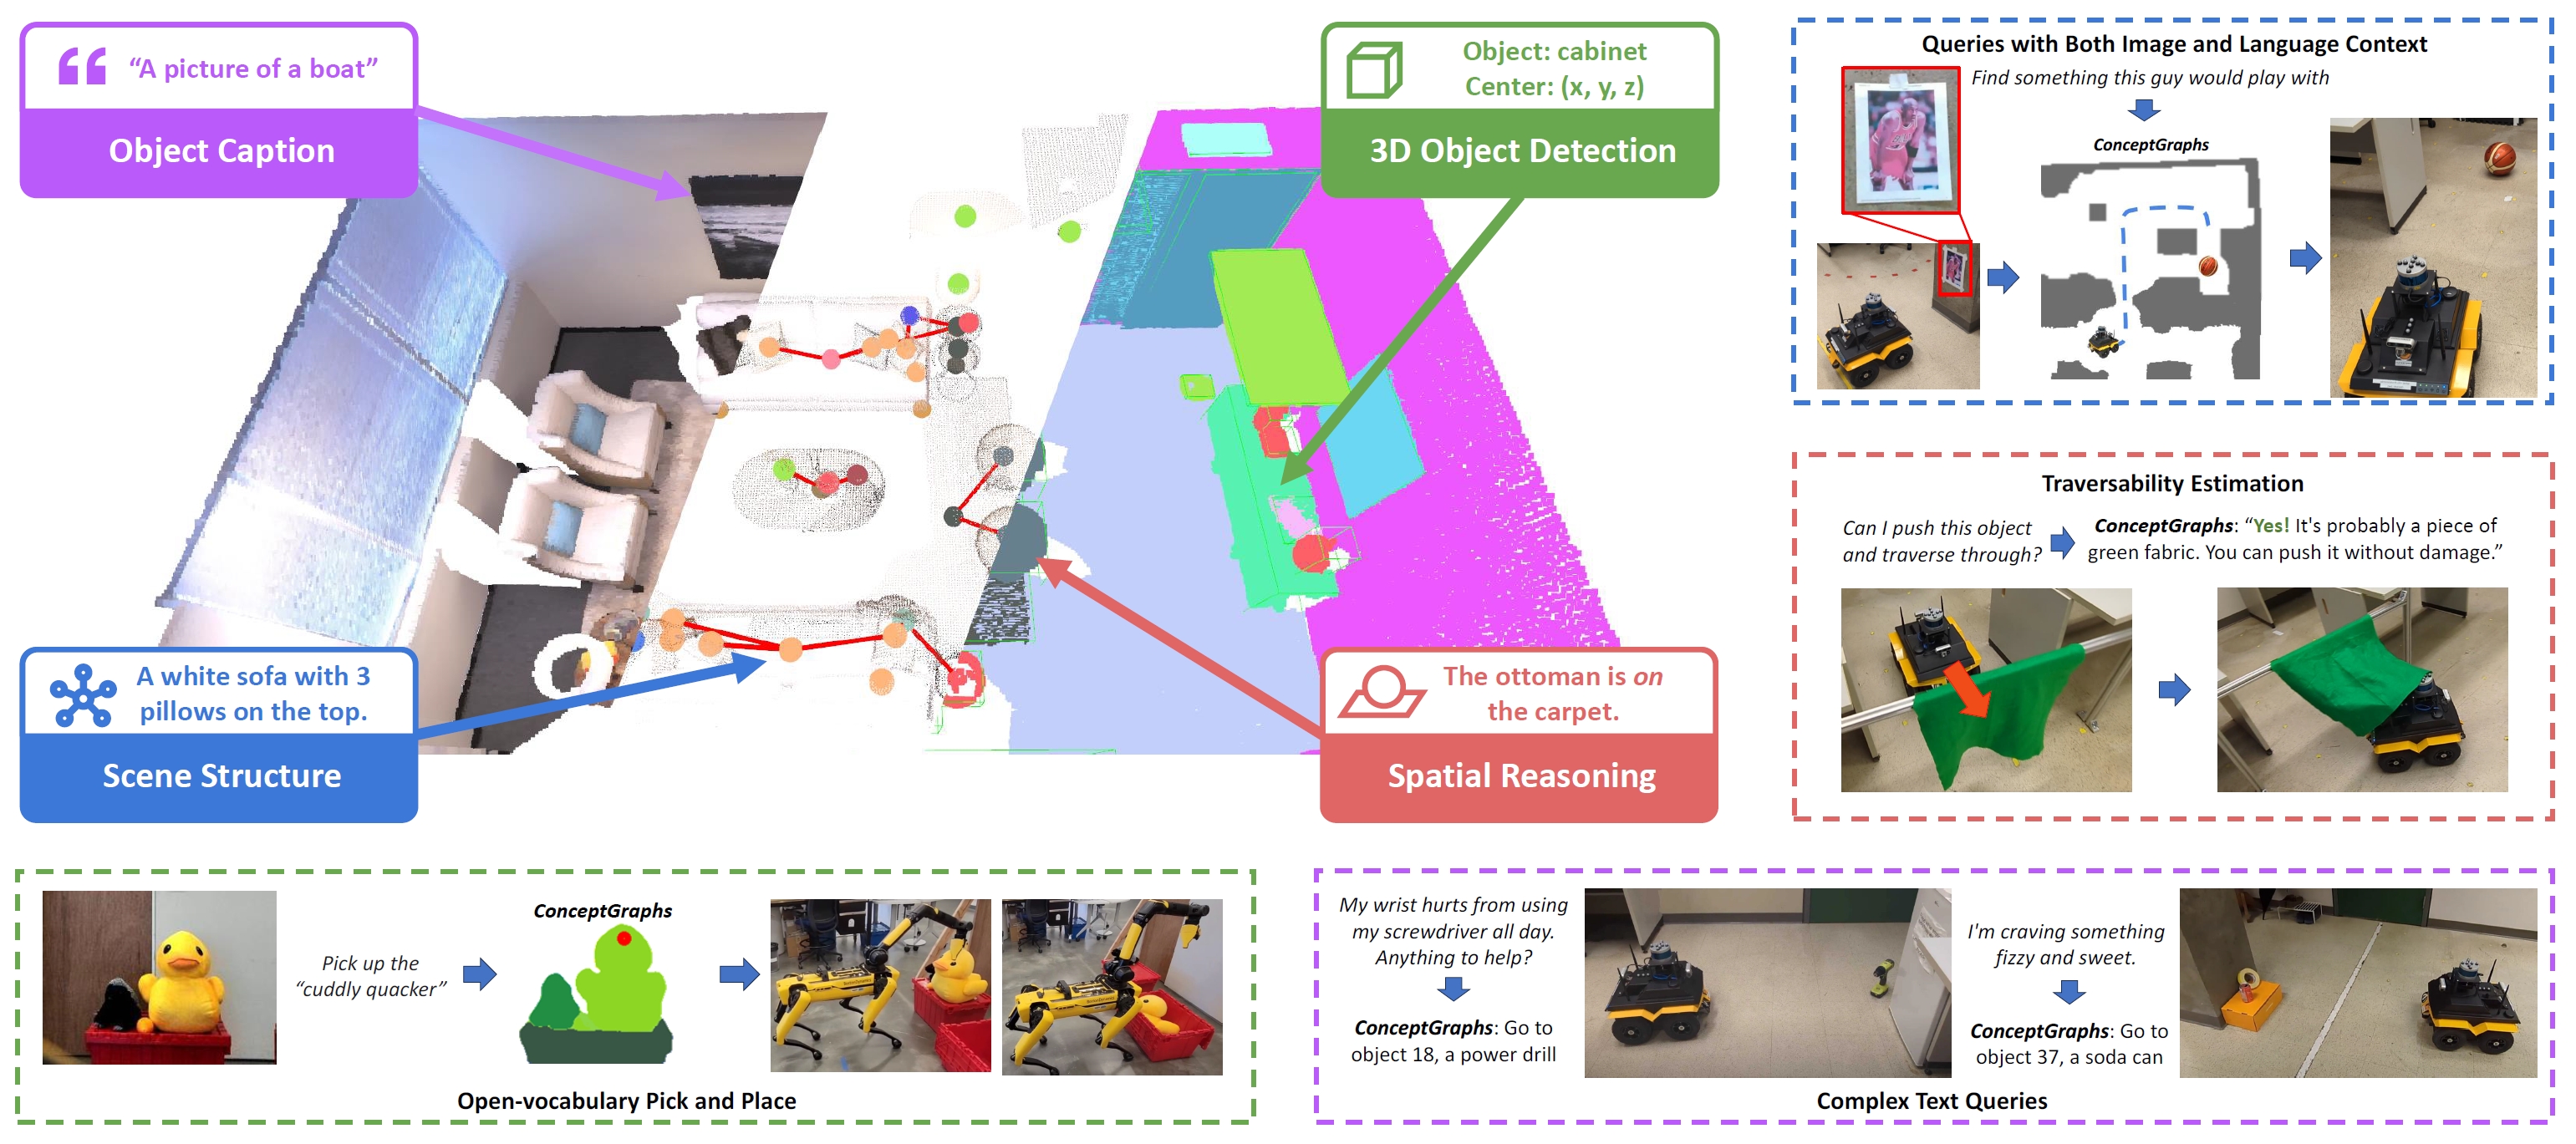 “A picture of a boat”
Object Caption
Object: cabinet
Center: (x, y, z)
3D Object Detection
A white sofa with 3
pillows on the top.
Scene Structure
The ottoman is on
the carpet.
Spatial Reasoning
Queries with Both Image and Language Context
Find something this guy would play with
ConceptGraphs
Traversability Estimation
Can I push this object
and traverse through?
ConceptGraphs: “Yes! It's probably a piece of
green fabric. You can push it without damage.”
Pick up the
“cuddly quacker”
ConceptGraphs
Open-vocabulary Pick and Place
My wrist hurts from using
my screwdriver all day.
Anything to help?
ConceptGraphs: Go to
object 18, a power drill
I'm craving something
fizzy and sweet.
ConceptGraphs: Go to
object 37, a soda can
Complex Text Queries